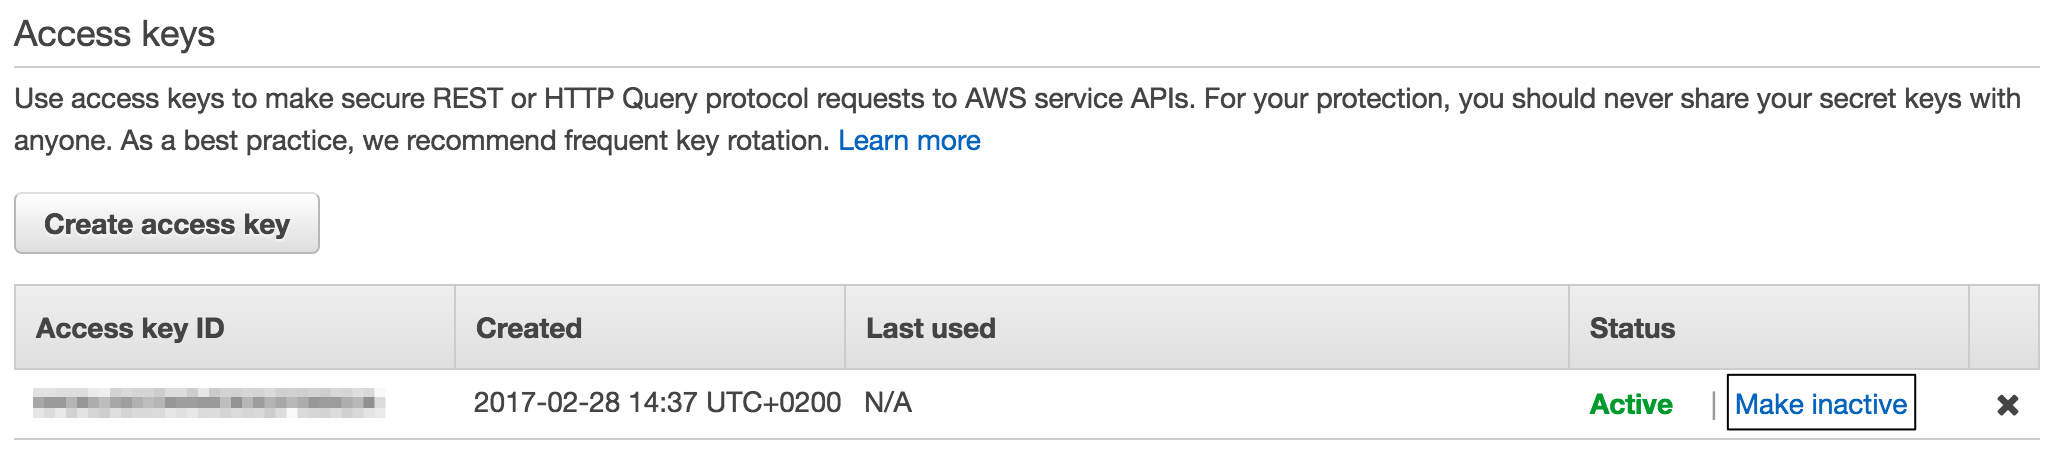 Access keys
Use access keys to make secure REST or HTTP Query protocol requests to AWS service APIs. For your protection, you should never share your secret keys with
anyone. As a best practice, we recommend frequent key rotation. Learn more
Create access key
Access key ID Created Last used Status
2017-02-28 14:37 UTC+0200 N/A Active | Make inactive ✖